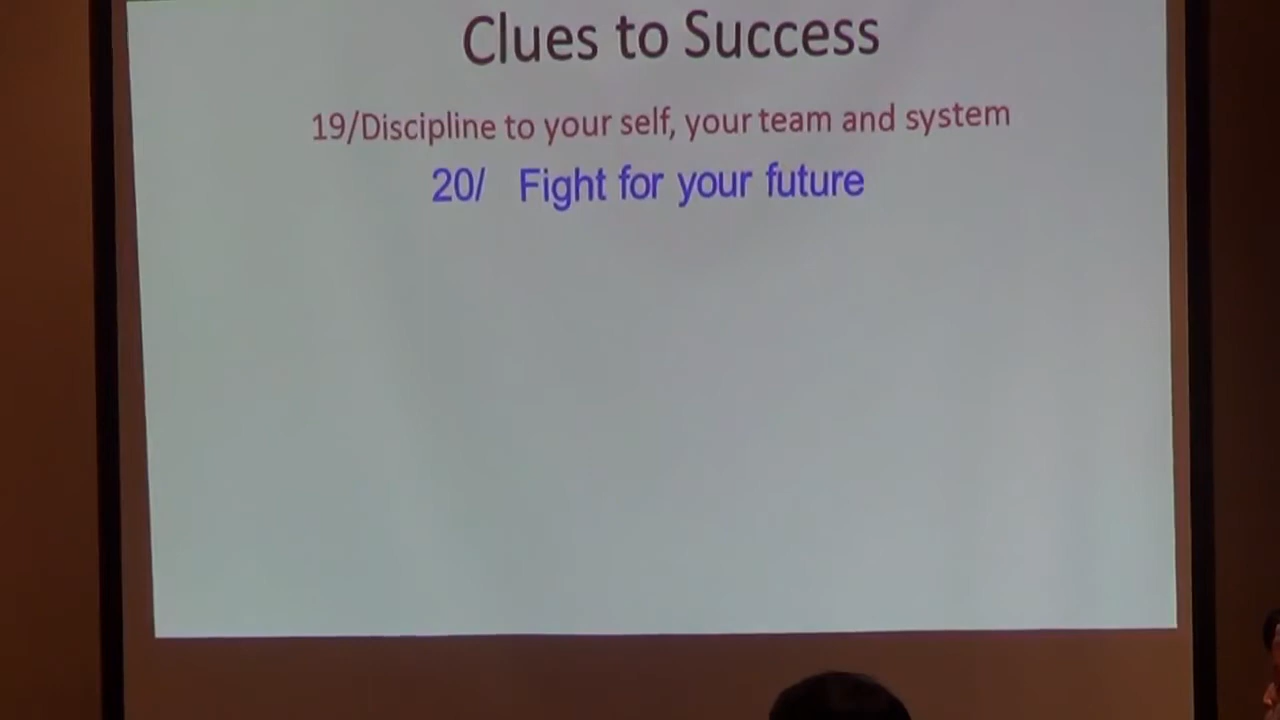 Clues to Success
19/Discipline to your self, your team and system
20/ Fight for your future